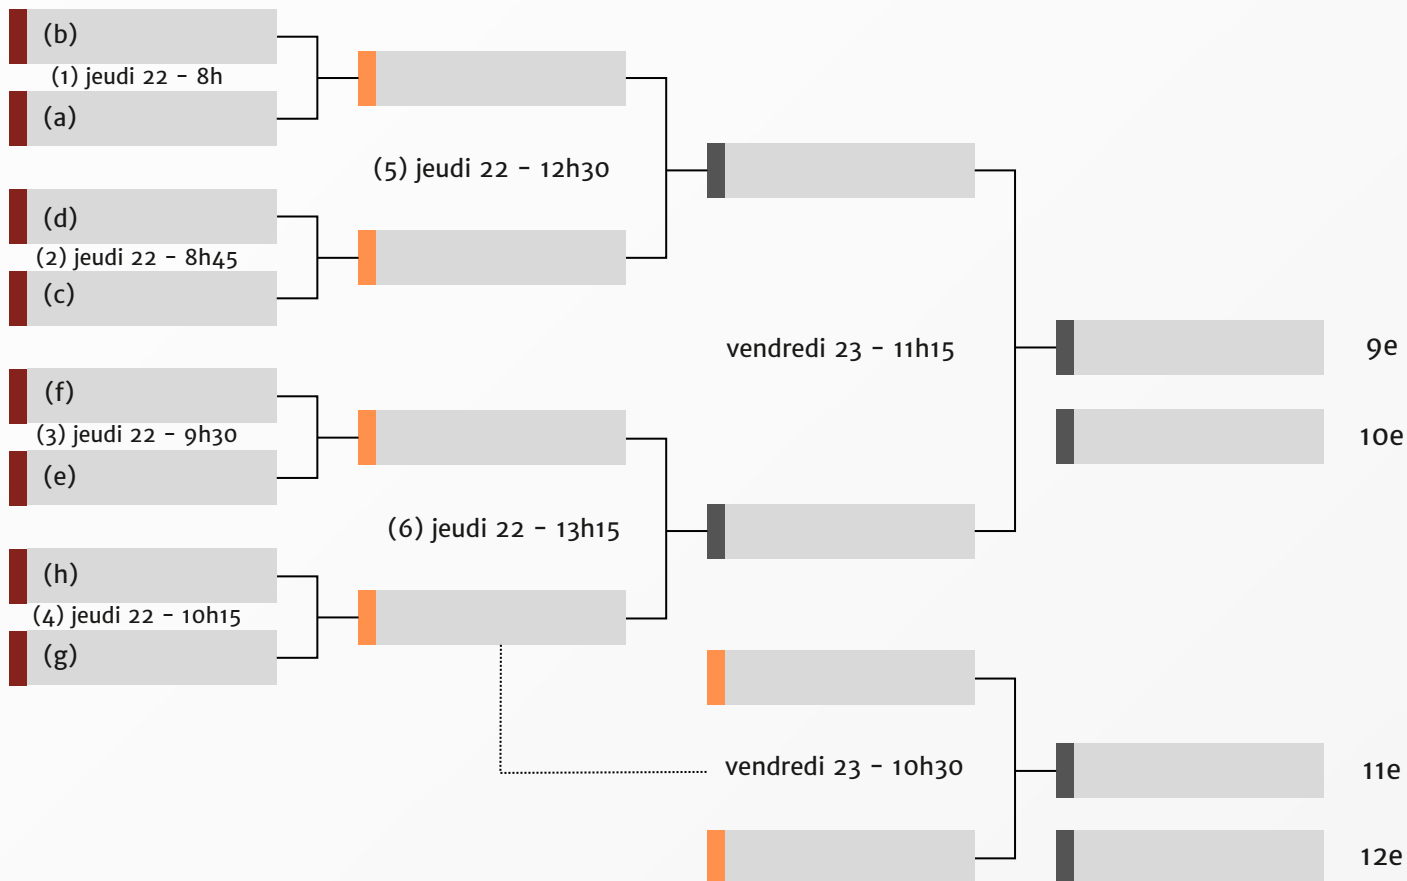 (b)
(1) jeudi 22 - 8h
(a)
(5) jeudi 22 - 12h30
(d)
(2) jeudi 22 - 8h45
(c)
vendredi 23 - 11h15
9e
(f)
(3) jeudi 22 - 9h30
10e
(e)
(6) jeudi 22 - 13h15
(h)
(4) jeudi 22 - 10h15
(g)
vendredi 23 - 10h30
11e
12e